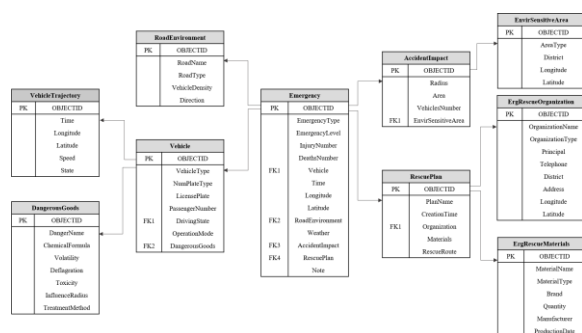 RoadEnvironment
PK OBJECTID
RoadName
RoadType
VehicleDensity
Direction
VehicleTrajectory
PK OBJECTID
Time
Longitude
Latitude
Speed
State
DangerousGoods
PK OBJECTID
DangerName
ChemicalFormula
Volatility
Deflagration
Toxicity
InfluenceRadius
TreatmentMethod
Vehicle
PK OBJECTID
VehicleType
NumPlateType
LicensePlate
PassengerNumber
FK1 DrivingState
OperationMode
FK2 DangerousGoods
Emergency
PK OBJECTID
EmergencyType
EmergencyLevel
InjuryNumber
DeathsNumber
FK1 Vehicle
Time
Longitude
Latitude
FK2 RoadEnvironment
Weather
FK3 AccidentImpact
FK4 RescuePlan
Note
AccidentImpact
PK OBJECTID
Radius
Area
VehiclesNumber
FK1 EnvirSensitiveArea
RescuePlan
PK OBJECTID
PlanName
CreationTime
FK1 Organization
Materials
RescueRoute
EnvirSensitiveArea
PK OBJECTID
AreaType
District
Longitude
Latitude
ErgRescueOrganization
PK OBJECTID
OrganizationName
OrganizationType
Principal
Telephone
District
Address
Longitude
Latitude
ErgRescueMaterials
PK OBJECTID
MaterialName
MaterialType
Brand
Quantity
Manufacturer
ProductionDate